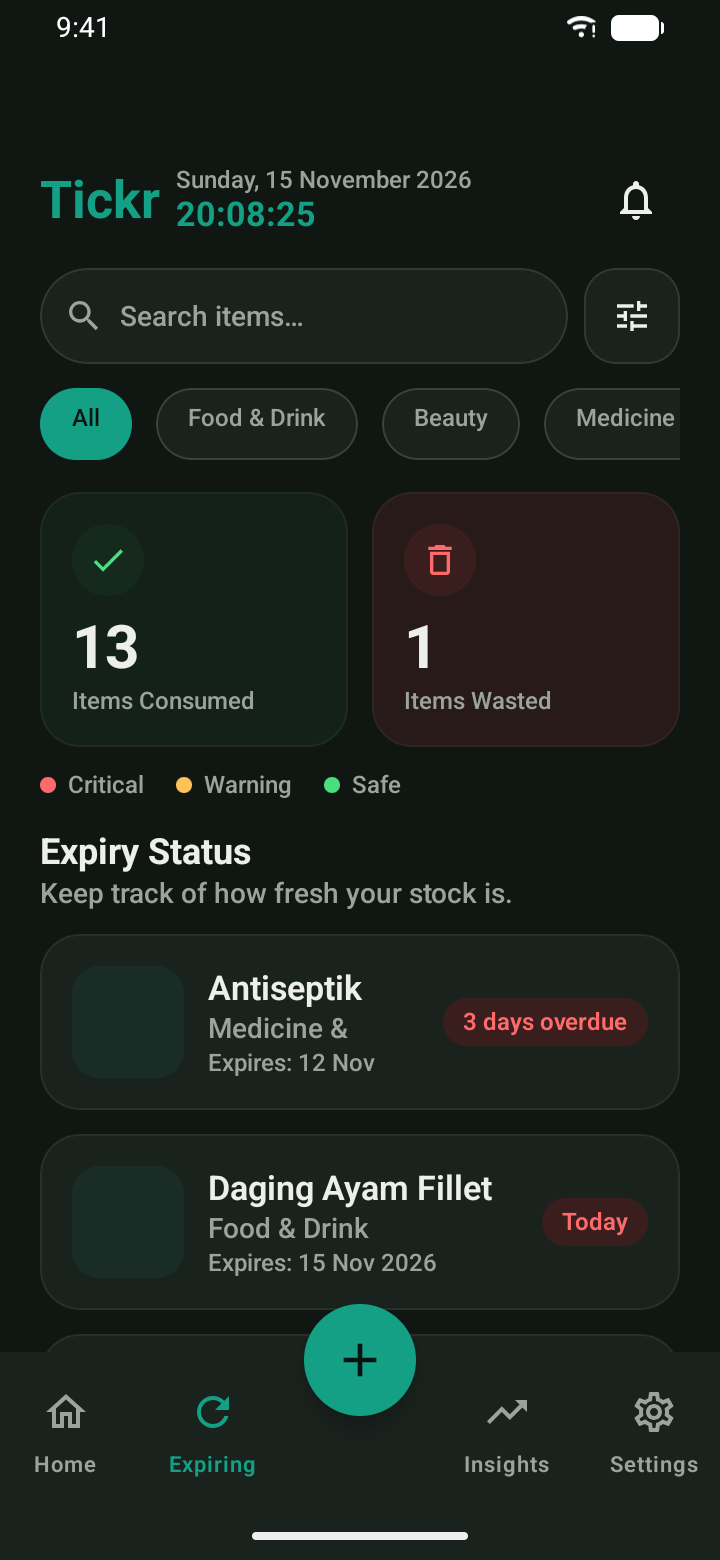 9:41
Tickr
Sunday, 15 November 2026
20:08:25
Search items...
All
Food & Drink
Beauty
Medicine
13
Items Consumed
1
Items Wasted
Critical
Warning
Safe
Expiry Status
Keep track of how fresh your stock is.
Antiseptik
Medicine &
Expires: 12 Nov
3 days overdue
Daging Ayam Fillet
Food & Drink
Expires: 15 Nov 2026
Today
Home
Expiring
Insights
Settings